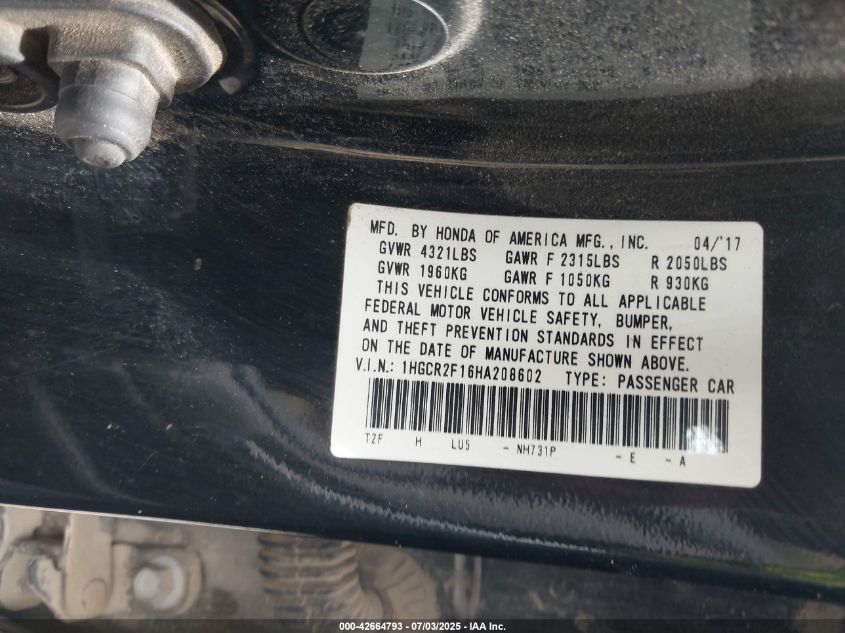 MFD. BY HONDA OF AMERICA MFG., INC. 04/'17
GVWR 4321LBS GAWR F 2315LBS R 2050LBS
GVWR 1960KG GAWR F 1050KG R 930KG
THIS VEHICLE CONFORMS TO ALL APPLICABLE
FEDERAL MOTOR VEHICLE SAFETY, BUMPER,
AND THEFT PREVENTION STANDARDS IN EFFECT
ON THE DATE OF MANUFACTURE SHOWN ABOVE.
V.I.N.: 1HGCR2F16HA208602 TYPE: PASSENGER CAR
T2F H LU5 - NH731P - E - A
000-42664793 - 07/03/2025 - IAA Inc.